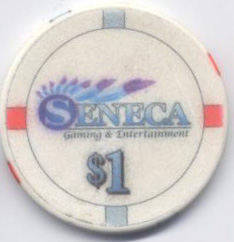 SENECA
Gaming & Entertainment
$1